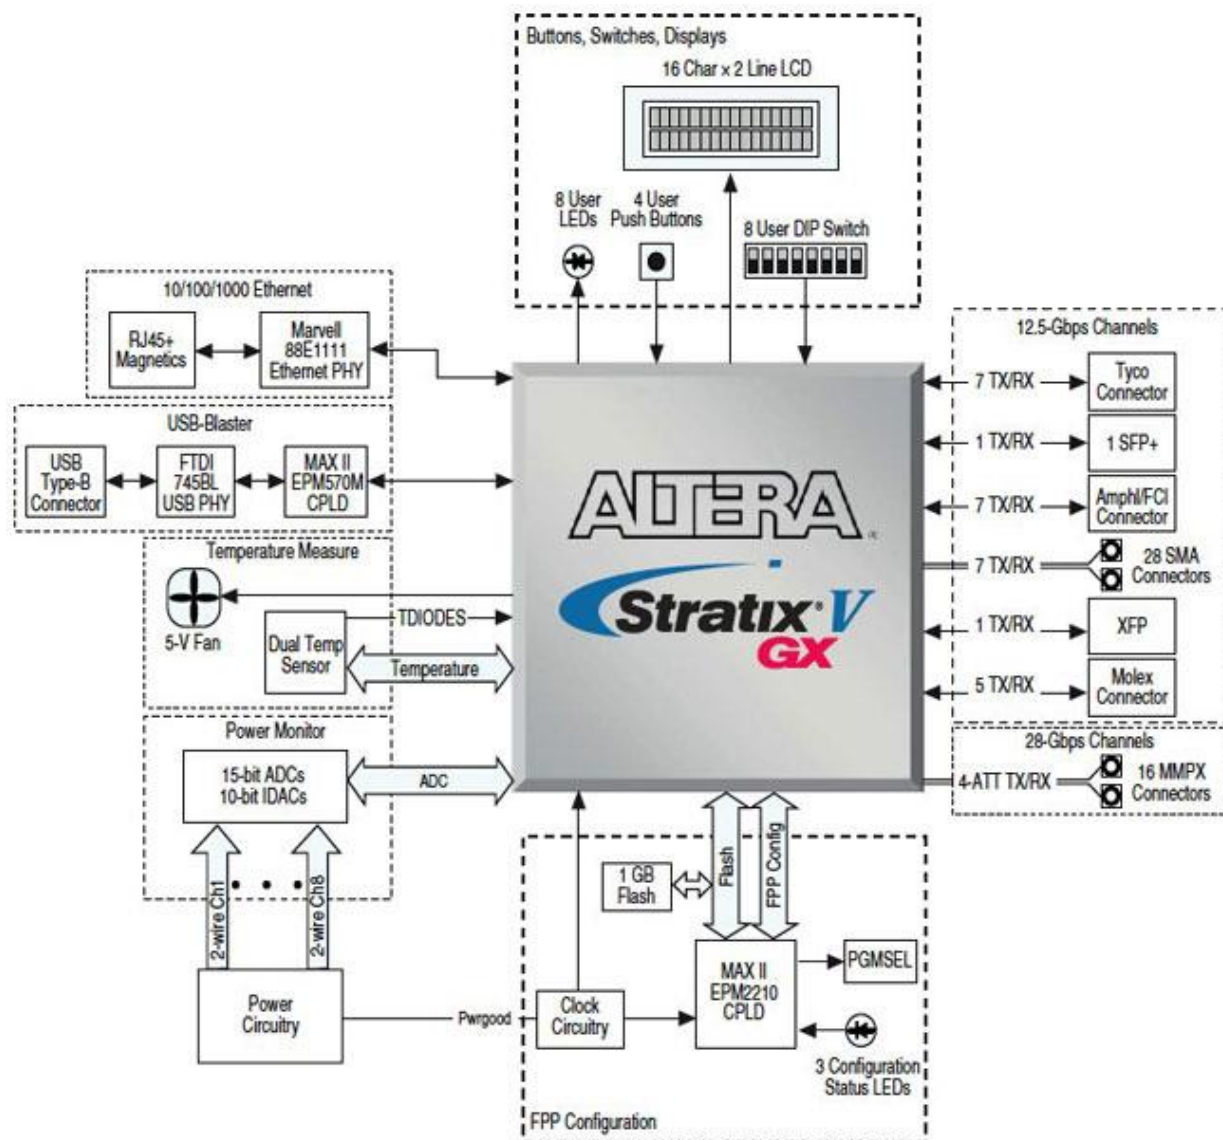 Buttons, Switches, Displays
16 Char × 2 Line LCD
8 User
LEDs
4 User
Push Buttons
8 User DIP Switch
10/100/1000 Ethernet
RJ45+
Magnetics
Marvell
88E1111
Ethernet PHY
USB-Blaster
USB
Type-B
Connector
FTDI
745BL
USB PHY
MAX II
EPM570M
CPLD
Temperature Measure
5-V Fan
TDIODES
Dual Temp
Sensor
Temperature
Power Monitor
15-bit ADCs
10-bit IDACs
ADC
2-wire Ch1
2-wire Ch8
Power
Circuitry
Pwrgood
ALTERA
®
Stratix® V
GX
12.5-Gbps Channels
7 TX/RX
Tyco
Connector
1 TX/RX
1 SFP+
7 TX/RX
Amphl/FCI
Connector
7 TX/RX
28 SMA
Connectors
1 TX/RX
XFP
5 TX/RX
Molex
Connector
28-Gbps Channels
4-ATT TX/RX
16 MMPX
Connectors
1 GB
Flash
Flash
FPP Config
MAX II
EPM2210
CPLD
PGMSEL
Clock
Circuitry
3 Configuration
Status LEDs
FPP Configuration